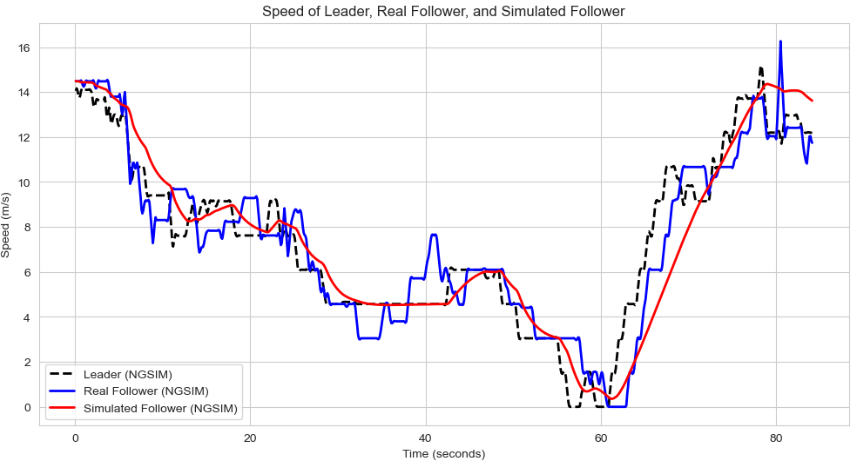 Speed of Leader, Real Follower, and Simulated Follower
Speed (m/s)
16
14
12
10
8
6
4
2
0
Leader (NGSIM)
Real Follower (NGSIM)
Simulated Follower (NGSIM)
0
20
40
60
80
Time (seconds)